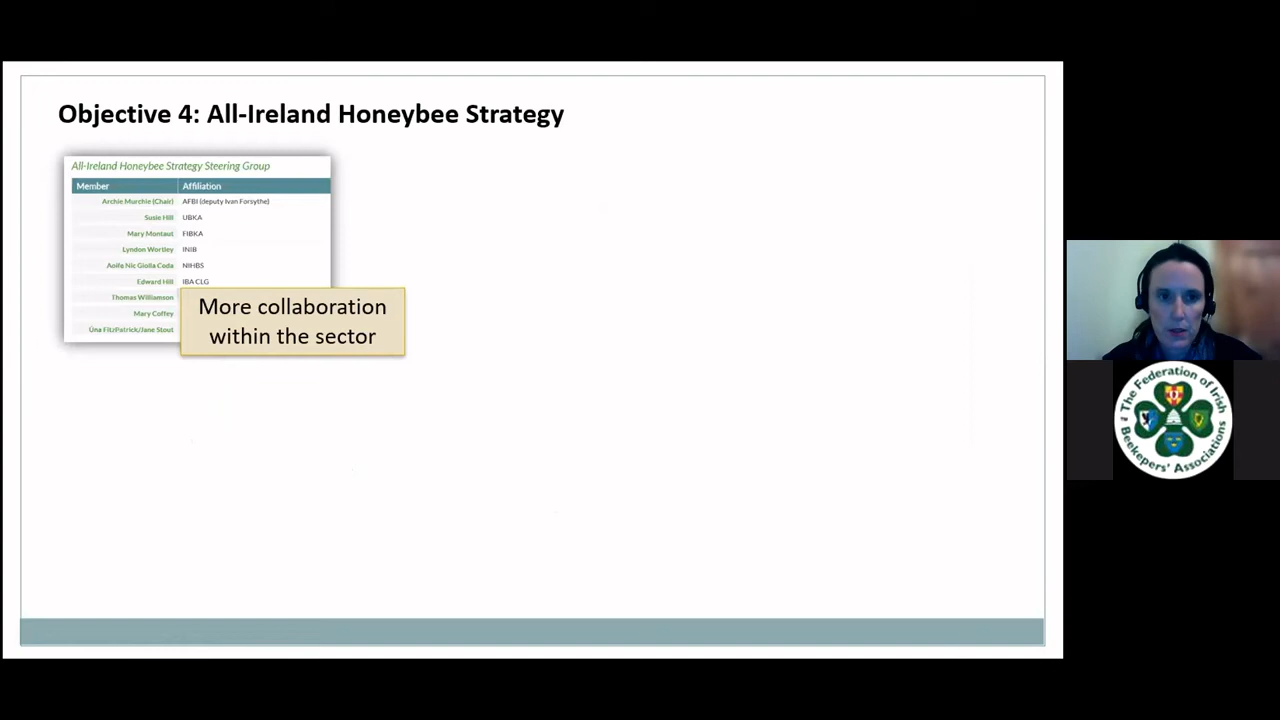 Objective 4: All-Ireland Honeybee Strategy
All-Ireland Honeybee Strategy Steering Group
Member Affiliation
Archie Murchie (Chair) AFBI (deputy Ivan Forsythe)
Susie Hill UBKA
Mary Montaut FIBKA
Lyndon Wortley INIB
Aoife Nic Giolla Coda NIHBS
Edward Hill IBA CLG
Thomas Williamson
Mary Coffey
Úna FitzPatrick/Jane Stout
More collaboration
within the sector
The Federation of Irish
Beekepers' Associations